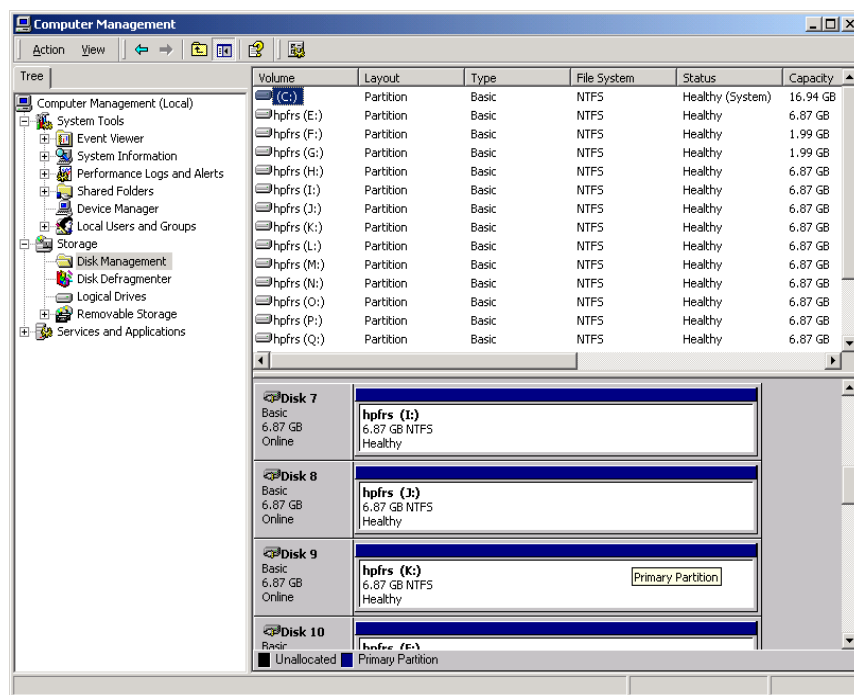 Computer Management
Action View
Tree
Computer Management (Local)
System Tools
Event Viewer
System Information
Performance Logs and Alerts
Shared Folders
Device Manager
Local Users and Groups
Storage
Disk Management
Disk Defragmenter
Logical Drives
Removable Storage
Services and Applications
Volume Layout Type File System Status Capacity
(C:) Partition Basic NTFS Healthy (System) 16.94 GB
hpfrs (E:) Partition Basic NTFS Healthy 6.87 GB
hpfrs (F:) Partition Basic NTFS Healthy 1.99 GB
hpfrs (G:) Partition Basic NTFS Healthy 1.99 GB
hpfrs (H:) Partition Basic NTFS Healthy 6.87 GB
hpfrs (I:) Partition Basic NTFS Healthy 6.87 GB
hpfrs (J:) Partition Basic NTFS Healthy 6.87 GB
hpfrs (K:) Partition Basic NTFS Healthy 6.87 GB
hpfrs (L:) Partition Basic NTFS Healthy 6.87 GB
hpfrs (M:) Partition Basic NTFS Healthy 6.87 GB
hpfrs (N:) Partition Basic NTFS Healthy 6.87 GB
hpfrs (O:) Partition Basic NTFS Healthy 6.87 GB
hpfrs (P:) Partition Basic NTFS Healthy 6.87 GB
hpfrs (Q:) Partition Basic NTFS Healthy 6.87 GB
Disk 7
Basic
6.87 GB
Online
hpfrs (I:)
6.87 GB NTFS
Healthy
Disk 8
Basic
6.87 GB
Online
hpfrs (J:)
6.87 GB NTFS
Healthy
Disk 9
Basic
6.87 GB
Online
hpfrs (K:)
6.87 GB NTFS
Healthy
Primary Partition
Disk 10
Basic
hpfrs (F:)
Unallocated Primary Partition